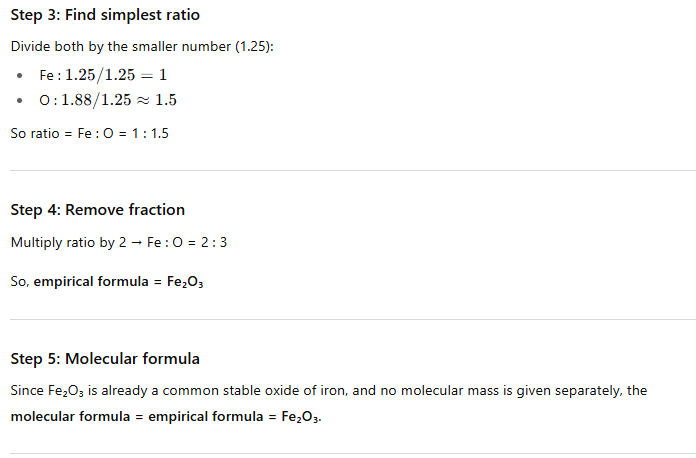 Step 3: Find simplest ratio
Divide both by the smaller number (1.25):
• Fe : 1.25/1.25 = 1
• O : 1.88/1.25 ≈ 1.5
So ratio = Fe : O = 1 : 1.5
Step 4: Remove fraction
Multiply ratio by 2 → Fe : O = 2 : 3
So, empirical formula = Fe₂O₃
Step 5: Molecular formula
Since Fe₂O₃ is already a common stable oxide of iron, and no molecular mass is given separately, the
molecular formula = empirical formula = Fe₂O₃.